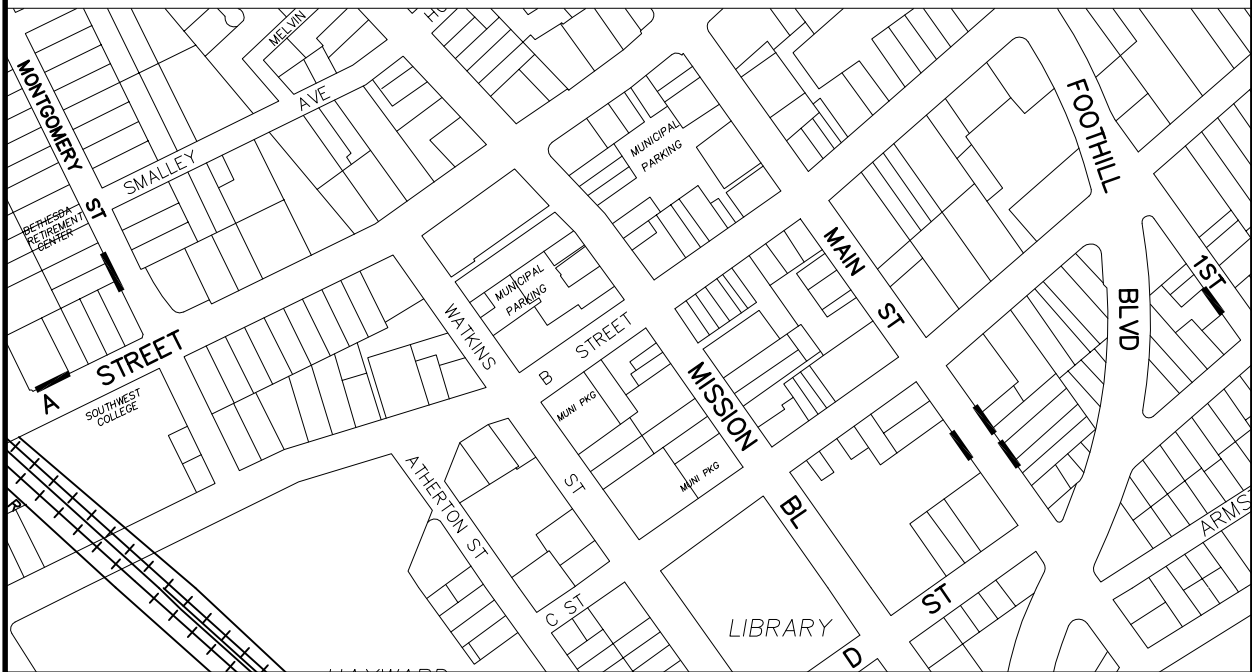 MELVIN
MONTGOMERY
ST
SMALLEY
AVE
BETHESDA
RETIREMENT
CENTER
MUNICIPAL
PARKING
FOOTHILL
BLVD
MAIN
ST
1ST
MUNICIPAL
PARKING
WATKINS
ST
B STREET
A STREET
SOUTHWEST
COLLEGE
MUNI PKG
MISSION
BL
MUNI PKG
ATHERTON ST
C ST
LIBRARY
D
ST
ARMS
HAYWARD